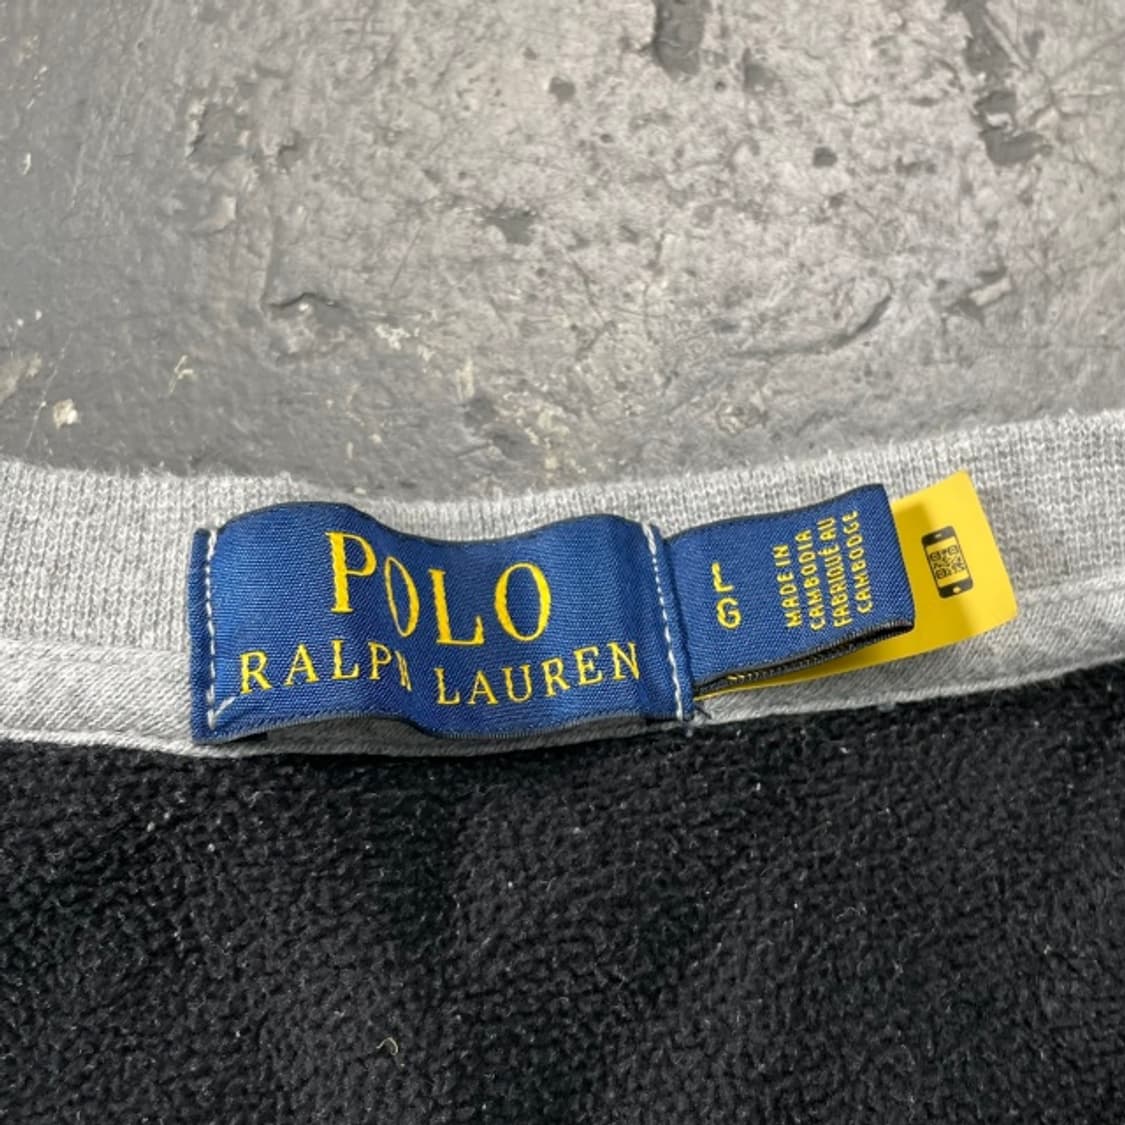 POLO
RALPH LAUREN
L
G
MADE IN
CAMBODIA
FABRIQUÉ AU
CAMBODGE